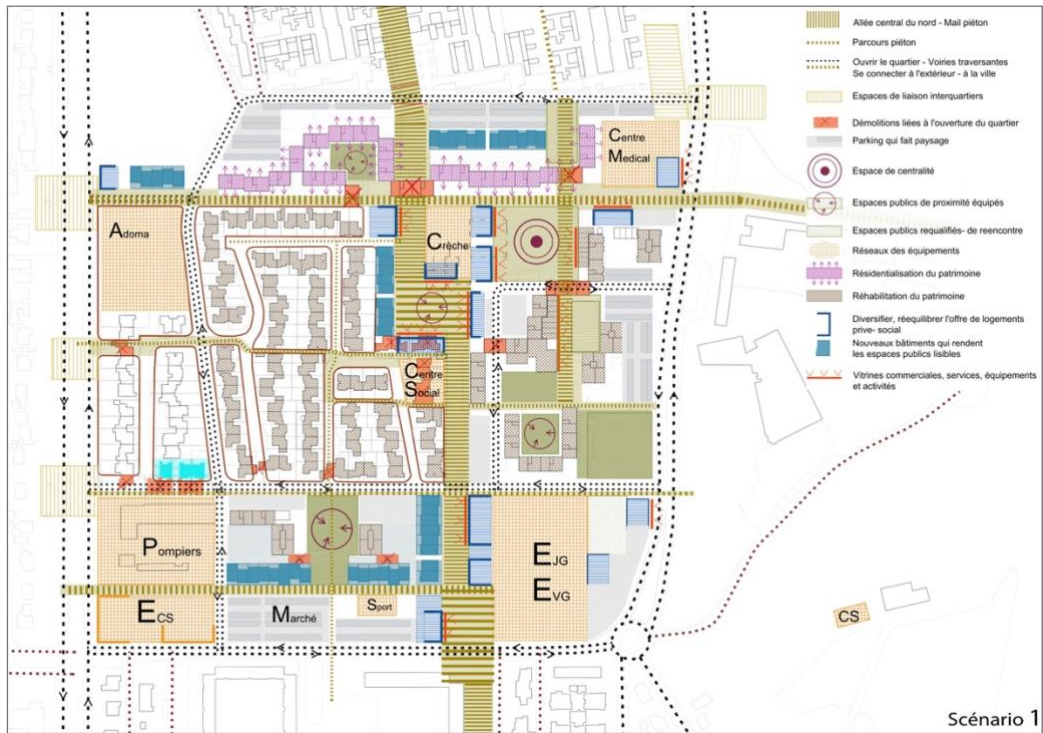 Allée central du nord - Mail piéton
Parcours piéton
Ouvrir le quartier - Voiries traversantes
Se connecter à l'extérieur - à la ville
Espaces de liaison interquartiers
Démolitions liées à l'ouverture du quartier
Parking qui fait paysage
Espace de centralité
Espaces publics de proximité équipés
Espaces publics requalifiés- de reencontre
Réseaux des équipements
Résidentialisation du patrimoine
Réhabilitation du patrimoine
Diversifier, réequilibrer l'offre de logements
prive- social
Nouveaux bâtiments qui rendent
les espaces publics lisibles
Vitrines commerciales, services, équipements
et activités
Centre
Medical
Adoma
Crèche
Centre
Social
Pompiers
EJG
EVG
ECS
Marché
Sport
CS
Scénario 1